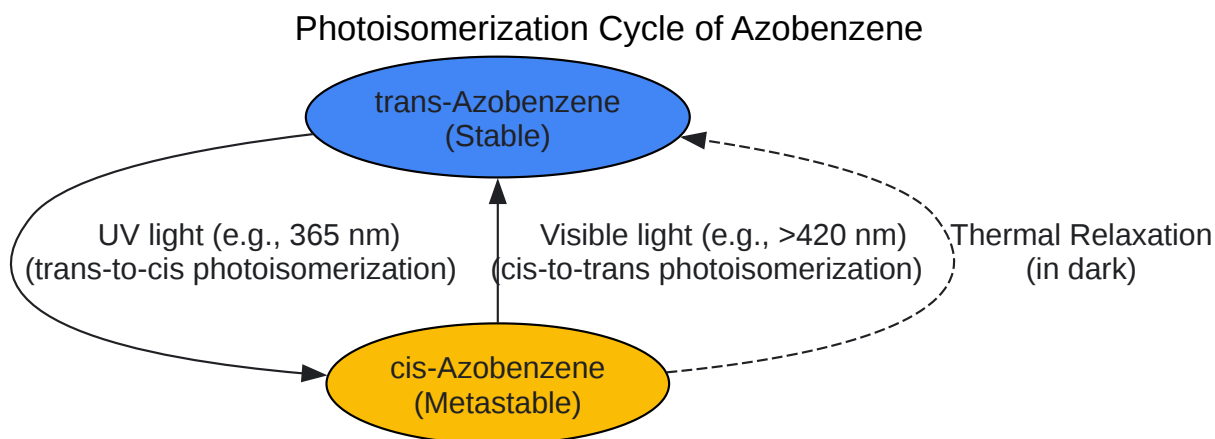 Photoisomerization Cycle of Azobenzene
trans-Azobenzene
(Stable)
UV light (e.g., 365 nm)
(trans-to-cis photoisomerization)
Visible light (e.g., >420 nm)
(cis-to-trans photoisomerization)
Thermal Relaxation
(in dark)
cis-Azobenzene
(Metastable)